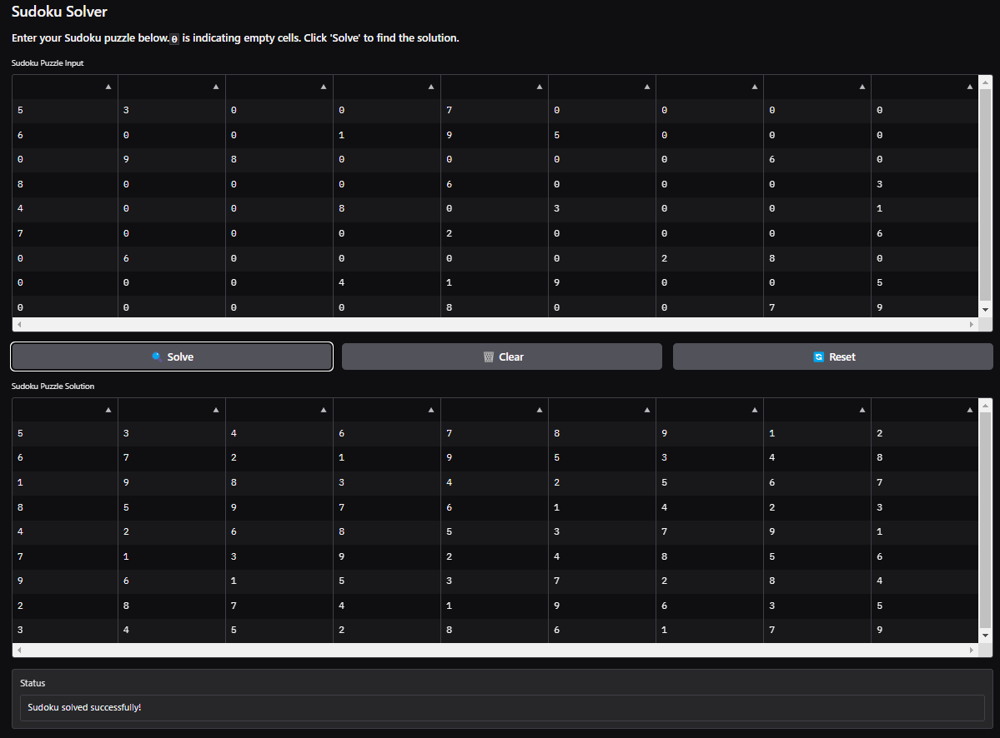 Sudoku Solver
Enter your Sudoku puzzle below. 0 is indicating empty cells. Click 'Solve' to find the solution.
Sudoku Puzzle Input
5 3 0 0 7 0 0 0 0
6 0 0 1 9 5 0 0 0
0 9 8 0 0 0 0 6 0
8 0 0 0 6 0 0 0 3
4 0 0 8 0 3 0 0 1
7 0 0 0 2 0 0 0 6
0 6 0 0 0 0 2 8 0
0 0 0 4 1 9 0 0 5
0 0 0 0 8 0 0 7 9
Solve Clear Reset
Sudoku Puzzle Solution
5 3 4 6 7 8 9 1 2
6 7 2 1 9 5 3 4 8
1 9 8 3 4 2 5 6 7
8 5 9 7 6 1 4 2 3
4 2 6 8 5 3 7 9 1
7 1 3 9 2 4 8 5 6
9 6 1 5 3 7 2 8 4
2 8 7 4 1 9 6 3 5
3 4 5 2 8 6 1 7 9
Status
Sudoku solved successfully!